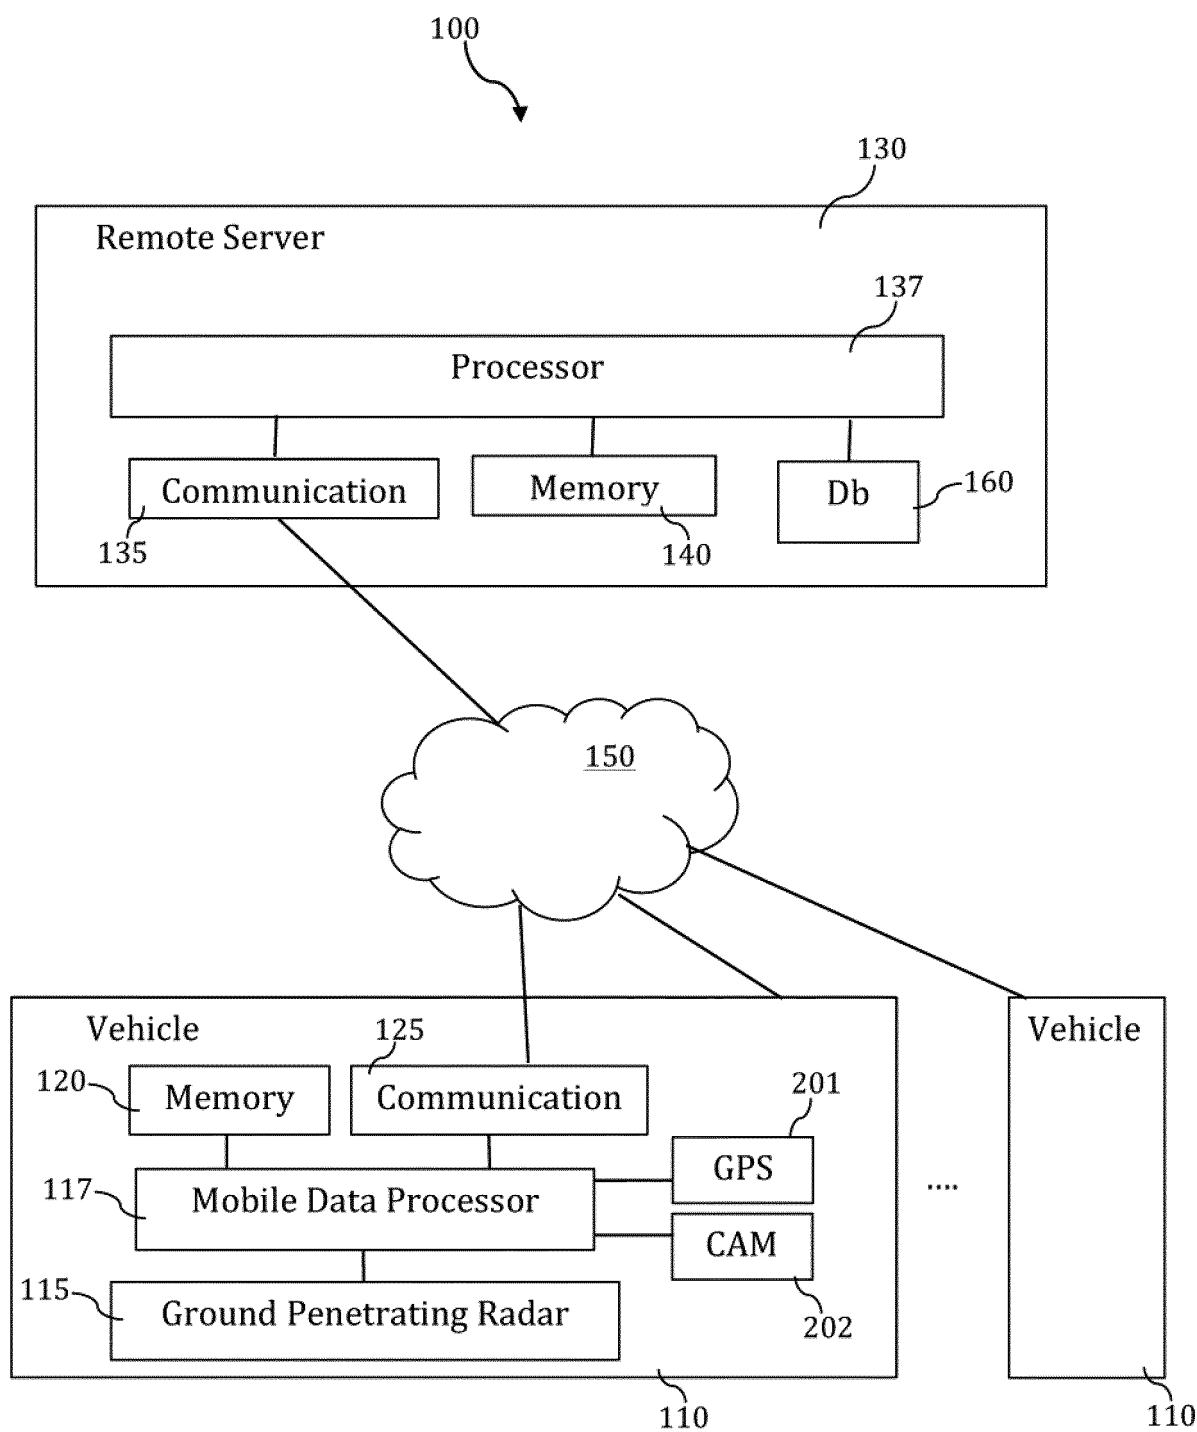 100
130
Remote Server
137
Processor
Communication
Memory
Db
160
135
140
150
Vehicle
125
Vehicle
120
Memory
Communication
201
GPS
117
Mobile Data Processor
....
CAM
115
Ground Penetrating Radar
202
110
110